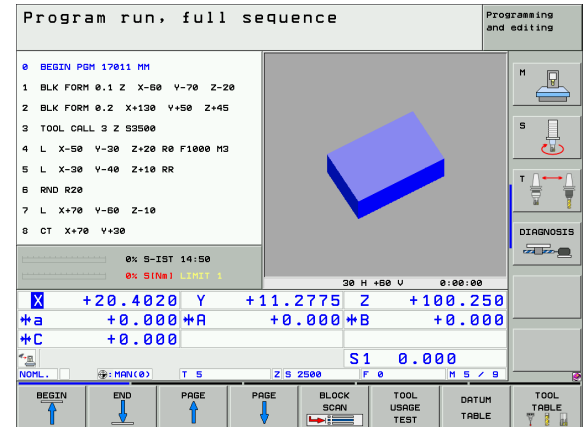 Program run, full sequence
Programming
and editing
0 BEGIN PGM 17011 MM
1 BLK FORM 0.1 Z X-60 Y-70 Z-20
2 BLK FORM 0.2 X+130 Y+50 Z+45
3 TOOL CALL 3 Z S3500
4 L X-50 Y-30 Z+20 R0 F1000 M3
5 L X-30 Y-40 Z+10 RR
6 RND R20
7 L X+70 Y-60 Z-10
8 CT X+70 Y+30
0% S-IST 14:50
0% S[Nm] LIMIT 1
30 H +60 V 0:00:00
M
S
T
DIAGNOSIS
X +20.4020 Y +11.2775 Z +100.250
a +0.000 A +0.000 B +0.000
C +0.000
S1 0.000
NOML. MAN(0) T 5 Z S 2500 F 0 M 5 / 9
BEGIN
END
PAGE
PAGE
BLOCK
SCAN
TOOL
USAGE
TEST
DATUM
TABLE
TOOL
TABLE